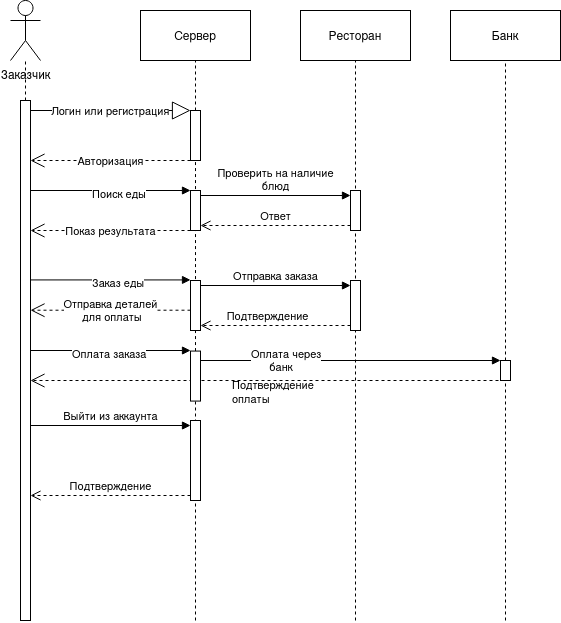 Сервер
Ресторан
Банк
Заказчик
Логин или регистрация
Авторизация
Проверить на наличие
блюд
Поиск еды
Ответ
Показ результата
Отправка заказа
Заказ еды
Отправка деталей
для оплаты
Подтверждение
Оплата заказа
Оплата через
банк
Подтверждение
оплаты
Выйти из аккаунта
Подтверждение